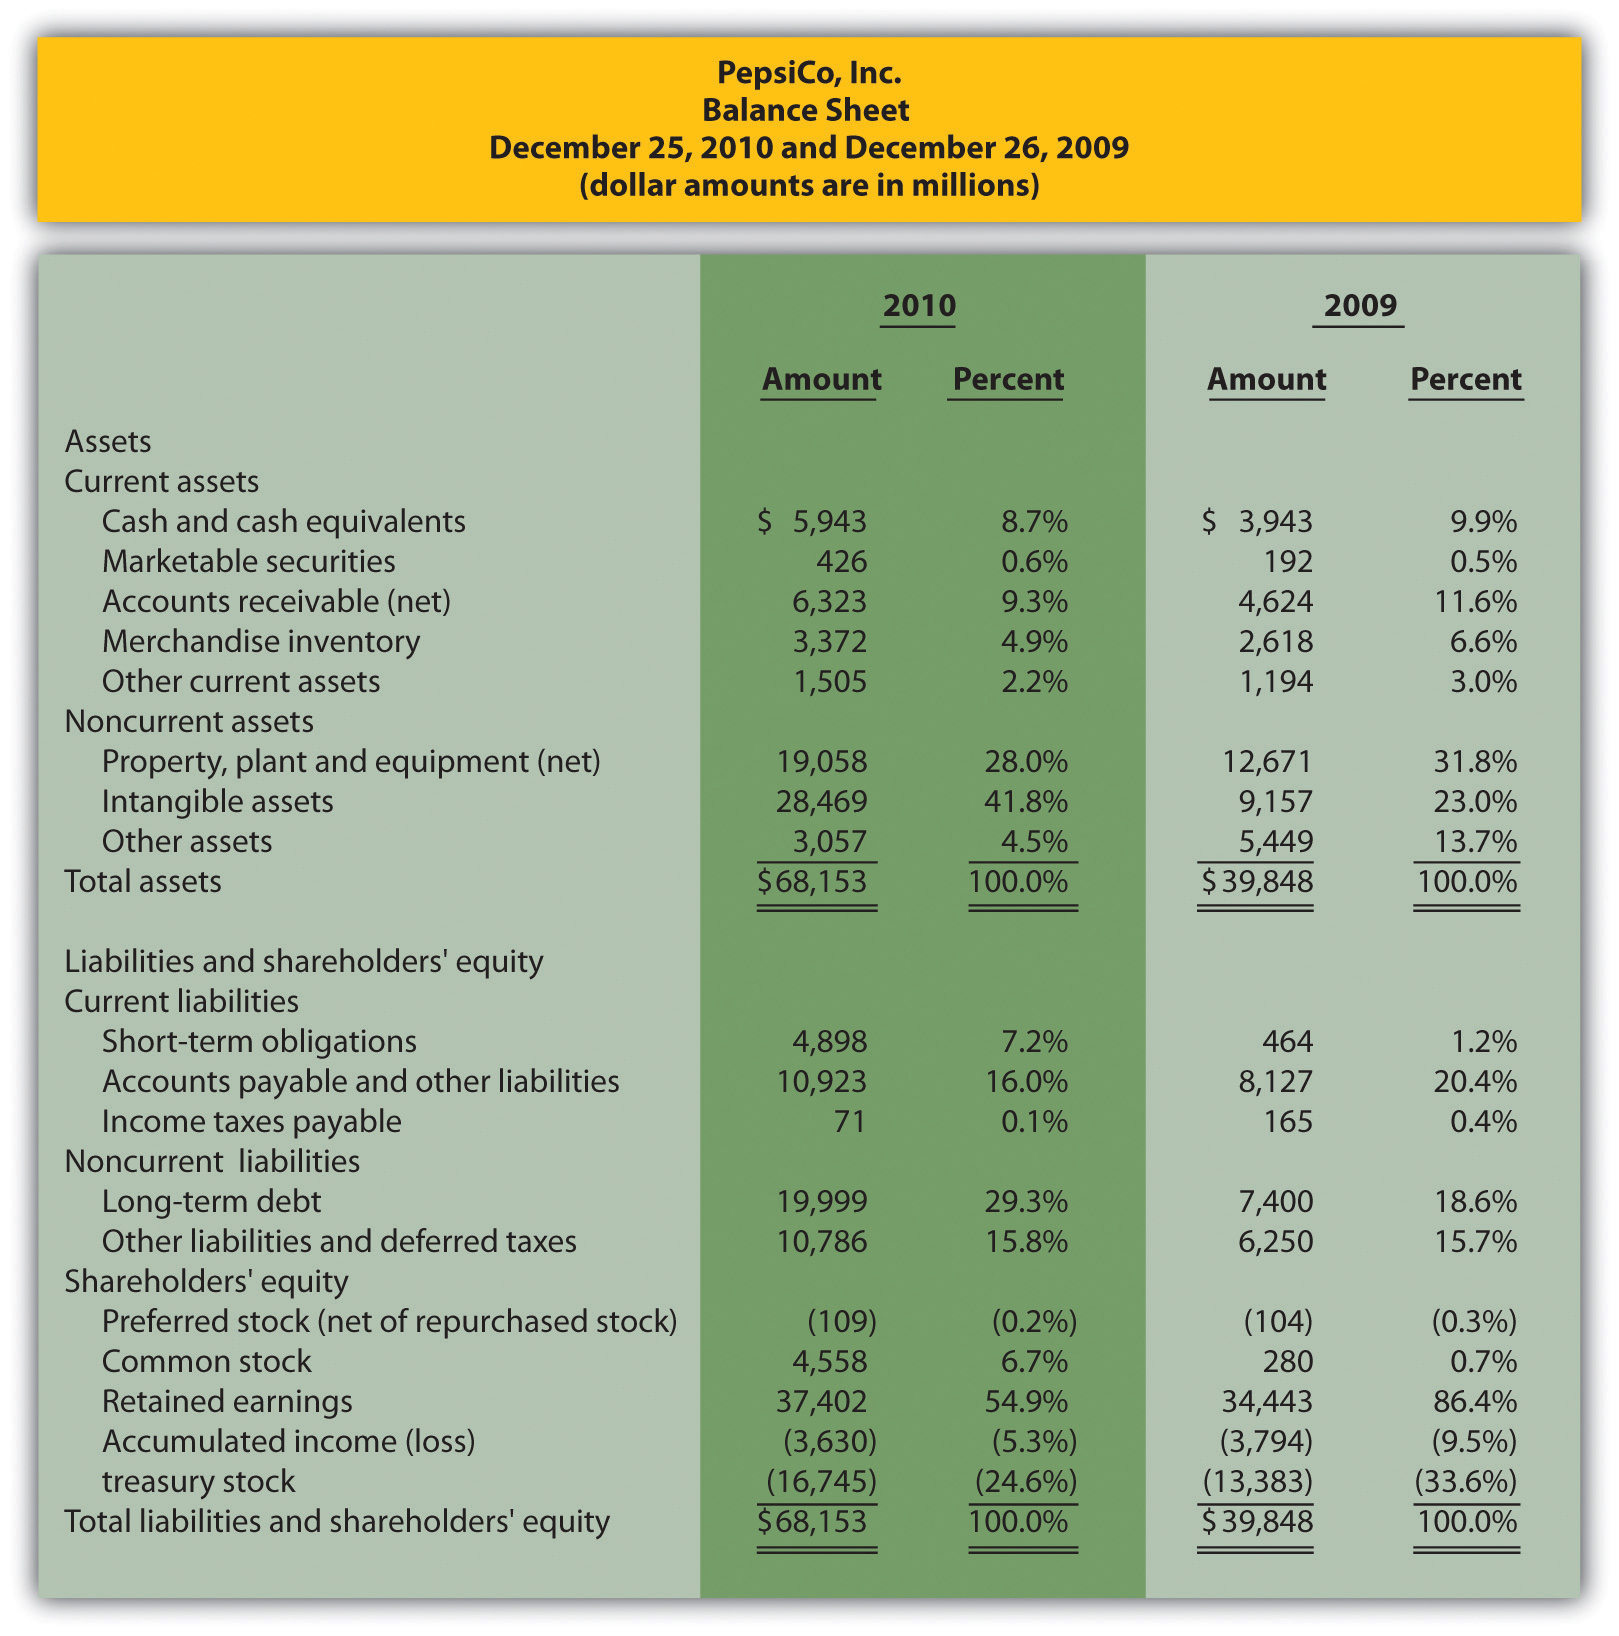 PepsiCo, Inc.
Balance Sheet
December 25, 2010 and December 26, 2009
(dollar amounts are in millions)
2010 2009
Amount Percent Amount Percent
Assets
Current assets
Cash and cash equivalents $ 5,943 8.7% $ 3,943 9.9%
Marketable securities 426 0.6% 192 0.5%
Accounts receivable (net) 6,323 9.3% 4,624 11.6%
Merchandise inventory 3,372 4.9% 2,618 6.6%
Other current assets 1,505 2.2% 1,194 3.0%
Noncurrent assets
Property, plant and equipment (net) 19,058 28.0% 12,671 31.8%
Intangible assets 28,469 41.8% 9,157 23.0%
Other assets 3,057 4.5% 5,449 13.7%
Total assets $68,153 100.0% $39,848 100.0%
Liabilities and shareholders' equity
Current liabilities
Short-term obligations 4,898 7.2% 464 1.2%
Accounts payable and other liabilities 10,923 16.0% 8,127 20.4%
Income taxes payable 71 0.1% 165 0.4%
Noncurrent liabilities
Long-term debt 19,999 29.3% 7,400 18.6%
Other liabilities and deferred taxes 10,786 15.8% 6,250 15.7%
Shareholders' equity
Preferred stock (net of repurchased stock) (109) (0.2%) (104) (0.3%)
Common stock 4,558 6.7% 280 0.7%
Retained earnings 37,402 54.9% 34,443 86.4%
Accumulated income (loss) (3,630) (5.3%) (3,794) (9.5%)
treasury stock (16,745) (24.6%) (13,383) (33.6%)
Total liabilities and shareholders' equity $68,153 100.0% $39,848 100.0%